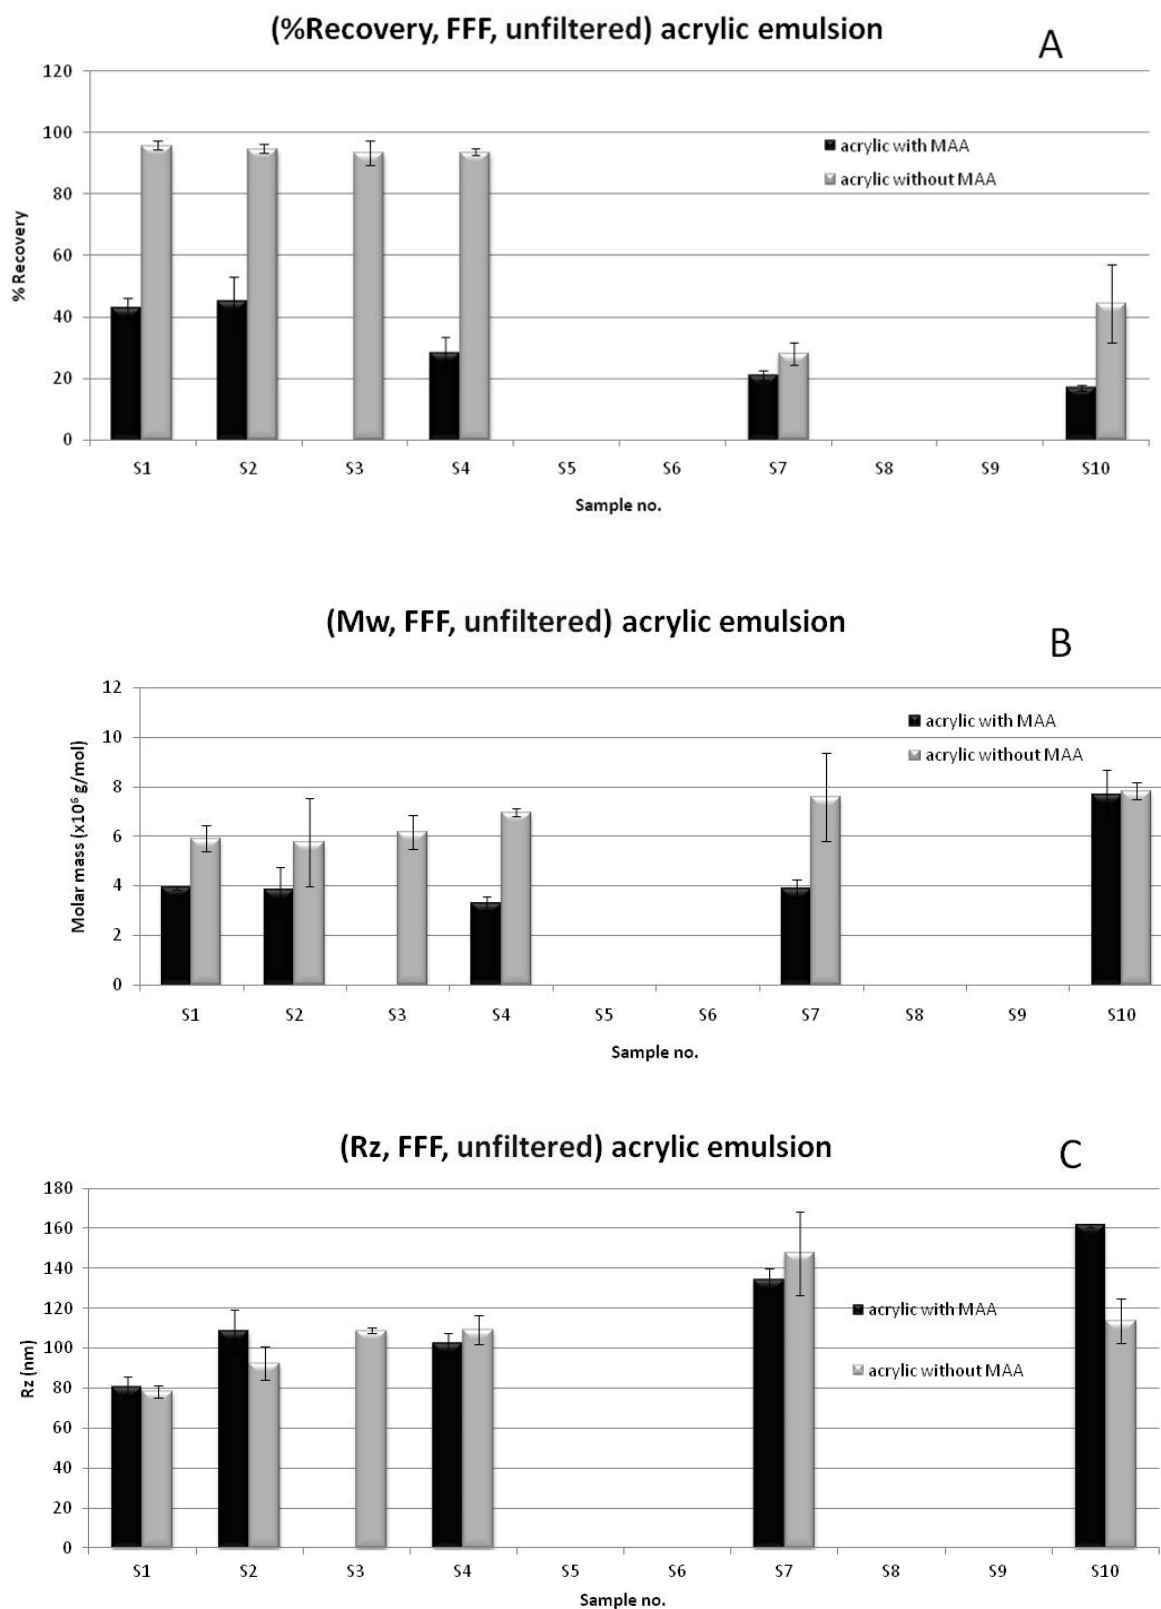 (%Recovery, FFF, unfiltered) acrylic emulsion
A
120
100
80
60
40
20
0
% Recovery
acrylic with MAA
acrylic without MAA
S1 S2 S3 S4 S5 S6 S7 S8 S9 S10
Sample no.
(Mw, FFF, unfiltered) acrylic emulsion
B
12
10
8
6
4
2
0
Molar mass (x10⁶ g/mol)
acrylic with MAA
acrylic without MAA
S1 S2 S3 S4 S5 S6 S7 S8 S9 S10
Sample no.
(Rz, FFF, unfiltered) acrylic emulsion
C
180
160
140
120
100
80
60
40
20
0
Rz (nm)
acrylic with MAA
acrylic without MAA
S1 S2 S3 S4 S5 S6 S7 S8 S9 S10
Sample no.